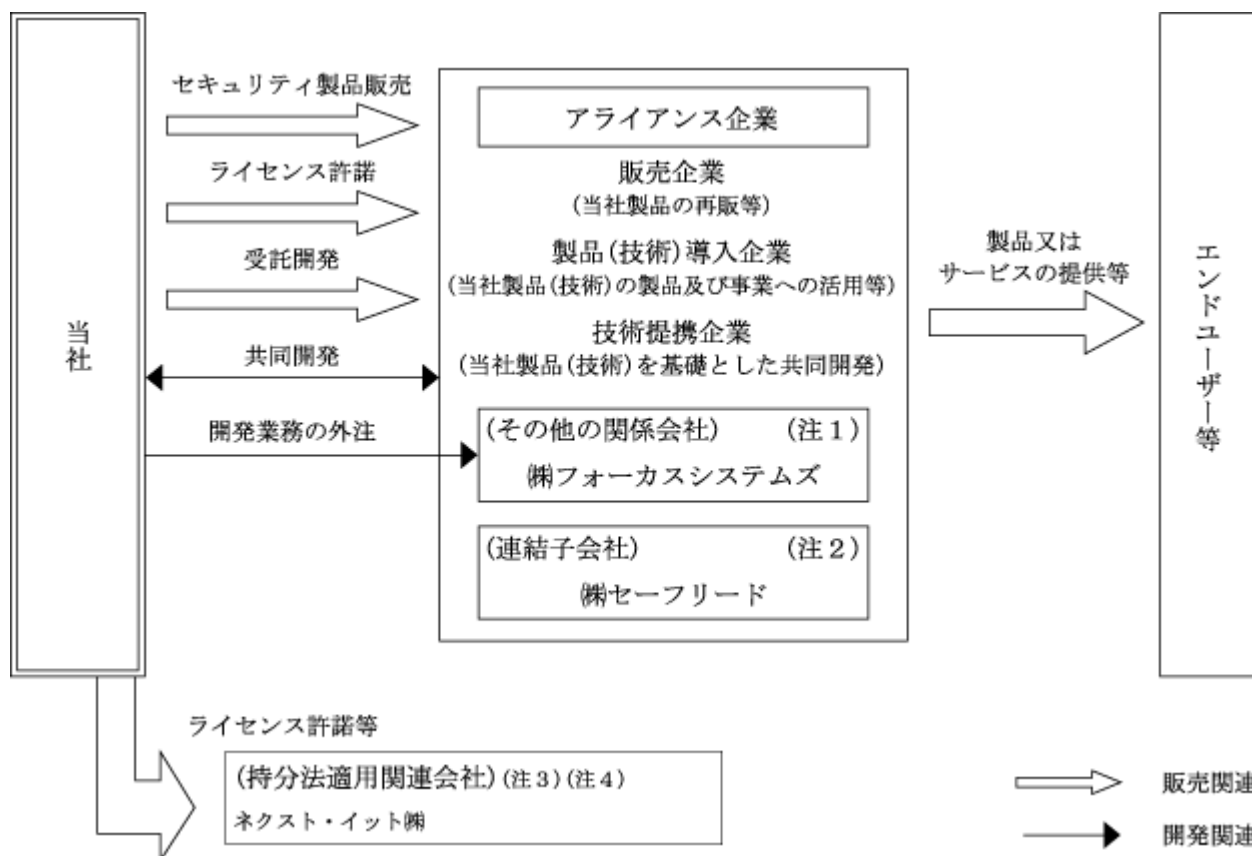 当社
セキュリティ製品販売
ライセンス許諾
受託開発
共同開発
開発業務の外注
アライアンス企業
販売企業
(当社製品の再販等)
製品(技術)導入企業
(当社製品(技術)の製品及び事業への活用等)
技術提携企業
(当社製品(技術)を基礎とした共同開発)
(その他の関係会社) (注1)
㈱フォーカスシステムズ
(連結子会社) (注2)
㈱セーフリード
製品又は
サービスの提供等
エンドユーザー等
ライセンス許諾等
(持分法適用関連会社)(注3)(注4)
ネクスト・イット㈱
販売関連
開発関連